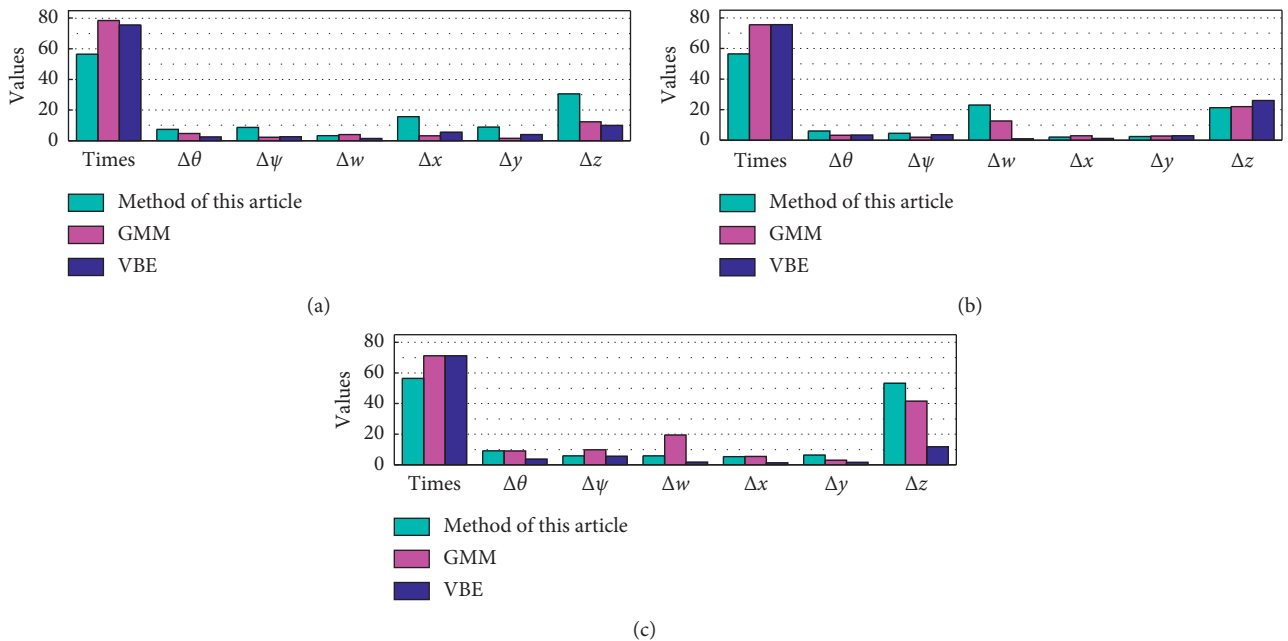 80
60
40
20
0
Values
Times Δθ Δψ Δw Δx Δy Δz
Method of this article
GMM
VBE
(a)
80
60
40
20
0
Values
Times Δθ Δψ Δw Δx Δy Δz
Method of this article
GMM
VBE
(b)
80
60
40
20
0
Values
Times Δθ Δψ Δw Δx Δy Δz
Method of this article
GMM
VBE
(c)